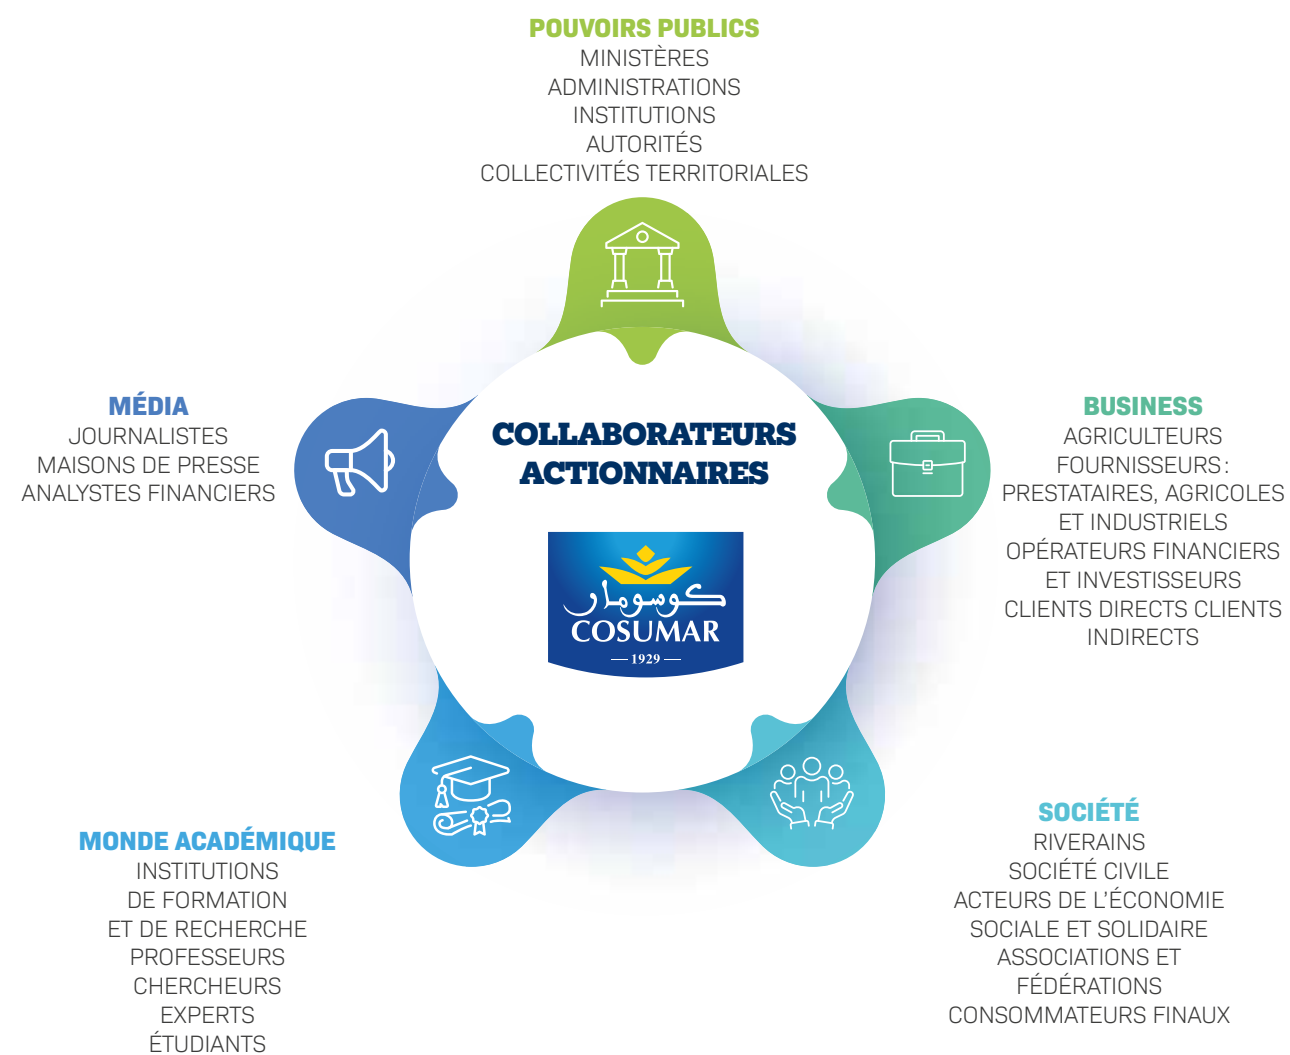 POUVOIRS PUBLICS
MINISTÈRES
ADMINISTRATIONS
INSTITUTIONS
AUTORITÉS
COLLECTIVITÉS TERRITORIALES
MÉDIA
JOURNALISTES
MAISONS DE PRESSE
ANALYSTES FINANCIERS
COLLABORATEURS
ACTIONNAIRES
كوسومار
COSUMAR
1929
BUSINESS
AGRICULTEURS
FOURNISSEURS :
PRESTATAIRES, AGRICOLES
ET INDUSTRIELS
OPÉRATEURS FINANCIERS
ET INVESTISSEURS
CLIENTS DIRECTS CLIENTS
INDIRECTS
MONDE ACADÉMIQUE
INSTITUTIONS
DE FORMATION
ET DE RECHERCHE
PROFESSEURS
CHERCHEURS
EXPERTS
ÉTUDIANTS
SOCIÉTÉ
RIVERAINS
SOCIÉTÉ CIVILE
ACTEURS DE L'ÉCONOMIE
SOCIALE ET SOLIDAIRE
ASSOCIATIONS ET
FÉDÉRATIONS
CONSOMMATEURS FINAUX